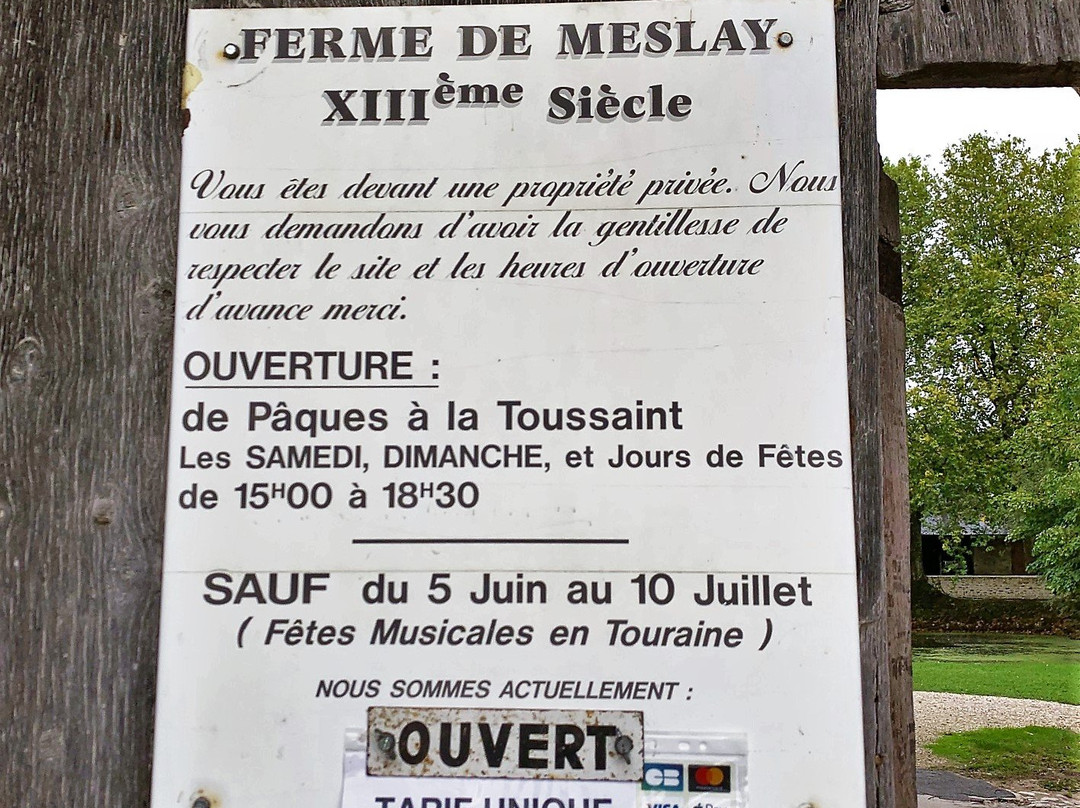 FERME DE MESLAY
XIIIème Siècle
Vous êtes devant une propriété privée. Nous
vous demandons d'avoir la gentillesse de
respecter le site et les heures d'ouverture
d'avance merci.
OUVERTURE :
de Pâques à la Toussaint
Les SAMEDI, DIMANCHE, et Jours de Fêtes
de 15H00 à 18H30
SAUF du 5 Juin au 10 Juillet
( Fêtes Musicales en Touraine )
NOUS SOMMES ACTUELLEMENT :
OUVERT
CB
TARIF UNIQUE VISA